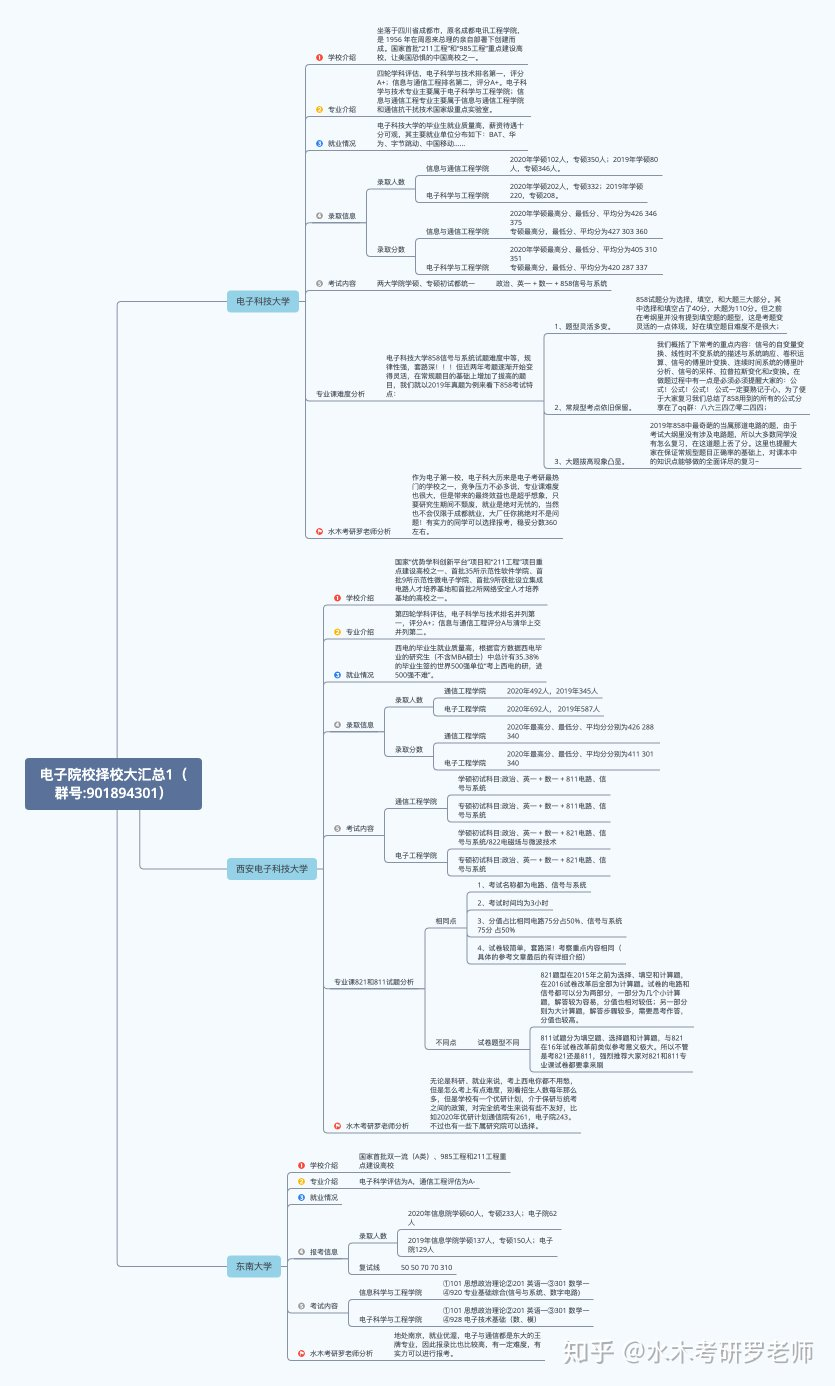 电子院校择校大汇总1（
群号:901894301）
电子科技大学
1 学校介绍
坐落于四川省成都市，原名成都电讯工程学院，
是 1956 年在周恩来总理的亲自部署下创建而
成。国家首批“211工程”和“985工程”重点建设高
校，让美国恐惧的中国高校之一。
2 专业介绍
四轮学科评估，电子科学与技术排名第一，评分
A+；信息与通信工程排名第二，评分A+。电子科
学与技术专业主要属于电子科学与工程学院；信
息与通信工程专业主要属于信息与通信工程学院
和通信抗干扰技术国家级重点实验室。
3 就业情况
电子科技大学的毕业生就业质量高，薪资待遇十
分可观，其主要就业单位分布如下：BAT、华
为、字节跳动、中国移动......
4 录取信息
录取人数
信息与通信工程学院
2020年学硕102人，专硕350人；2019年学硕80
人，专硕346人。
电子科学与工程学院
2020年学硕202人，专硕332；2019年学硕
220，专硕208。
录取分数
信息与通信工程学院
2020年学硕最高分、最低分、平均分为426 346
375
专硕最高分，最低分、平均分为427 303 360
电子科学与工程学院
2020年学硕最高分、最低分、平均分为405 310
351
专硕最高分、最低分、平均分为420 287 337
5 考试内容
两大学院学硕、专硕初试都统一
政治、英一 + 数一 + 858信号与系统
专业课难度分析
电子科技大学858信号与系统试题难度中等，规
律性强，套路深！！！但近两年考题逐渐开始变
得灵活，在常规题目的基础上增加了拔高的题
目，我们就以2019年真题为例来看下858考试特
点：
1、题型灵活多变。
858试题分为选择，填空，和大题三大部分。其
中选择和填空占了40分，大题为110分。但之前
在考纲里并没有提到填空题的题型，这是考题变
灵活的一点体现，好在填空题目难度不是很大；
2、常规型考点依旧保留。
我们概括了下常考的重点内容：信号的自变量变
换、线性时不变系统的描述与系统响应、卷积运
算、信号的傅里叶变换、连续时间系统的傅里叶
分析、信号的采样、拉普拉斯变化和z变换。在
做题过程中有一点是必须必须提醒大家的：公
式！公式！公式！ 公式一定要熟记于心，为了便
于大家复习我们总结了858用到的所有的公式分
享在了qq群：八六三四⑦零二四四；
3、大题拔高现象凸显。
2019年858中最奇葩的当属那道电路的题，由于
考试大纲里没有涉及电路题，所以大多数同学没
有怎么复习，在这道题上丢了分。这里也提醒大
家在保证常规型题目正确率的基础上，对课本中
的知识点能够做的全面详尽的复习~
水木考研罗老师分析
作为电子第一校，电子科大历来是电子考研最热
门的学校之一，竞争压力不必多说，专业课难度
也很大，但是带来的最终效益也是超乎想象，只
要研究生期间不颓废，就业是绝对无忧的，当然
也不会仅限于成都就业，大厂任你挑绝对不是问
题！有实力的同学可以选择报考，稳妥分数360
左右。
西安电子科技大学
1 学校介绍
国家“优势学科创新平台”项目和“211工程”项目重
点建设高校之一、首批35所示范性软件学院、首
批9所示范性微电子学院、首批9所获批设立集成
电路人才培养基地和首批2所网络安全人才培养
基地的高校之一。
2 专业介绍
第四轮学科评估，电子科学与技术排名并列第
一，评分A+；信息与通信工程评分A与清华上交
并列第二。
3 就业情况
西电的毕业生就业质量高，根据官方数据西电毕
业的研究生（不含MBA硕士）中总计有35.38%
的毕业生签约世界500强单位“考上西电的研，进
500强不难”。
4 录取信息
录取人数
通信工程学院
2020年492人，2019年345人
电子工程学院
2020年692人， 2019年587人
录取分数
通信工程学院
2020年最高分、最低分、平均分分别为426 288
340
电子工程学院
2020年最高分、最低分、平均分分别为411 301
340
5 考试内容
通信工程学院
学硕初试科目:政治、英一 + 数一 + 811电路、信
号与系统
专硕初试科目:政治、英一 + 数一 + 811电路、信
号与系统
电子工程学院
学硕初试科目:政治、英一 + 数一 + 821电路、信
号与系统/822电磁场与微波技术
专硕初试科目:政治、英一 + 数一 + 821电路、信
号与系统
专业课821和811试题分析
相同点
1、考试名称都为电路、信号与系统
2、考试时间均为3小时
3、分值占比相同电路75分占50%、信号与系统
75分 占50%
4、试卷较简单，套路深！考察重点内容相同（
具体的参考文章最后的有详细介绍）
不同点
试卷题型不同
821题型在2015年之前为选择、填空和计算题，
在2016试卷改革后全部为计算题。试卷的电路和
信号都可以分为两部分，一部分为几个小计算
题，解答较为容易，分值也相对较低；另一部分
则为大计算题，解答步骤较多，需要思考作答，
分值也较高。
811试题分为填空题、选择题和计算题，与821
在16年试卷改革前类似参考意义极大。所以不管
是考821还是811，强烈推荐大家对821和811专
业课试卷都要拿来刷
水木考研罗老师分析
无论是科研、就业来说，考上西电你都不用愁，
但是怎么考上有点难度，别看招生人数每年那么
多，但是学校有一个优研计划，介于保研与统考
之间的政策，对完全统考生来说有些不友好，比
如2020年优研计划通信院有261，电子院243。
不过也有一些下属研究院可以选择。
东南大学
1 学校介绍
国家首批双一流（A类）、985工程和211工程重
点建设高校
2 专业介绍
电子科学评估为A，通信工程评估为A-
3 就业情况
4 报考信息
录取人数
2020年信息院学硕60人，专硕233人；电子院62
人
2019年信息学院学硕137人，专硕150人；电子
院129人
复试线
50 50 70 70 310
5 考试内容
信息科学与工程学院
①101 思想政治理论②201 英语一③301 数学一
④920 专业基础综合(信号与系统、数字电路)
电子科学与工程学院
①101 思想政治理论②201 英语一③301 数学一
④928 电子技术基础（数、模）
水木考研罗老师分析
地处南京，就业优渥，电子与通信都是东大的王
牌专业，因此报录比也比较高，有一定难度，有
实力可以进行报考。
知乎 @水木考研罗老师